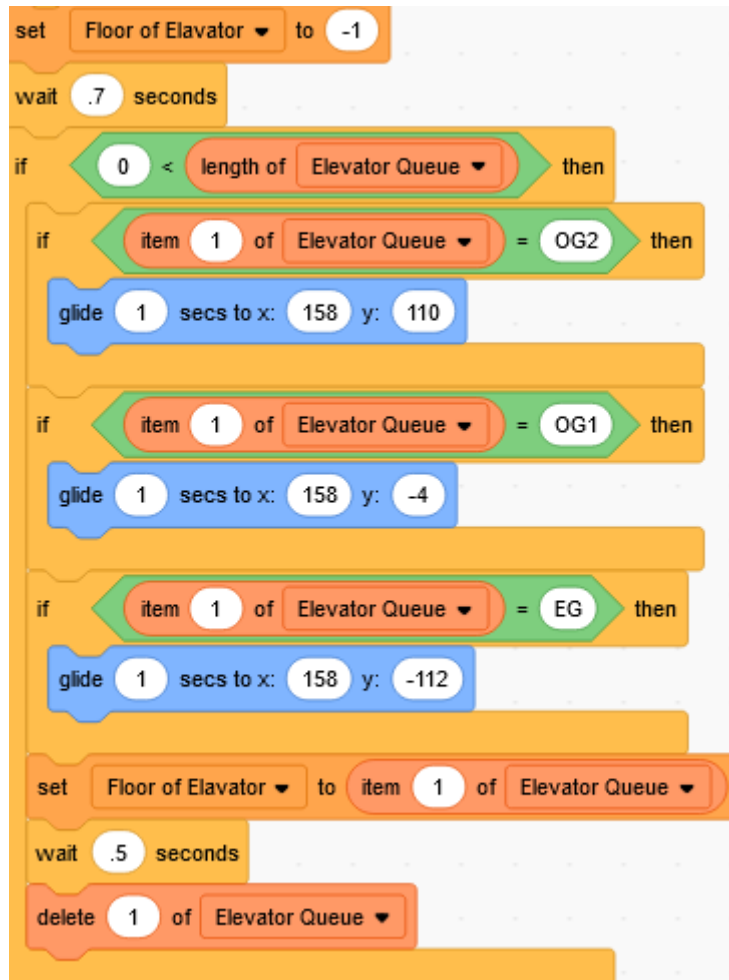 set Floor of Elavator to -1
wait .7 seconds
if 0 < length of Elevator Queue then
if item 1 of Elevator Queue = OG2 then
glide 1 secs to x: 158 y: 110
if item 1 of Elevator Queue = OG1 then
glide 1 secs to x: 158 y: -4
if item 1 of Elevator Queue = EG then
glide 1 secs to x: 158 y: -112
set Floor of Elavator to item 1 of Elevator Queue
wait .5 seconds
delete 1 of Elevator Queue